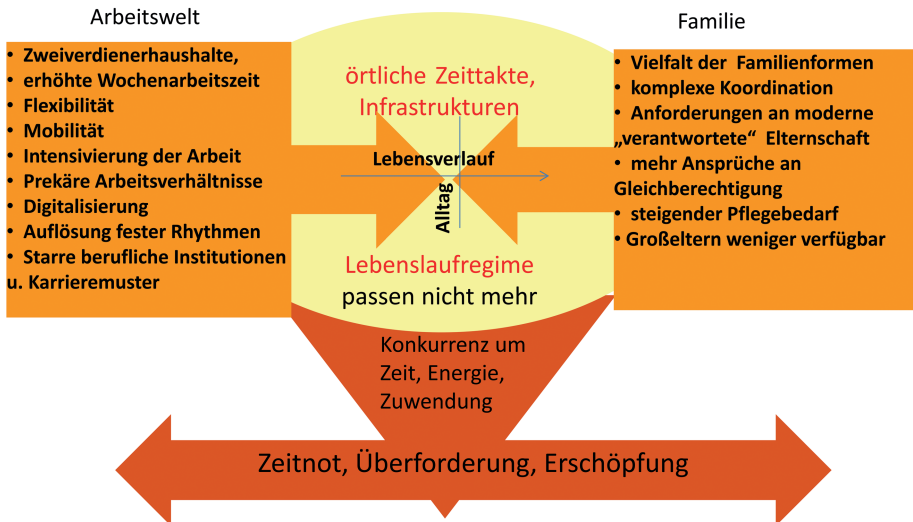 Arbeitswelt
• Zweiverdienerhaushalte,
• erhöhte Wochenarbeitszeit
• Flexibilität
• Mobilität
• Intensivierung der Arbeit
• Prekäre Arbeitsverhältnisse
• Digitalisierung
• Auflösung fester Rhythmen
• Starre berufliche Institutionen
u. Karrieremuster
örtliche Zeittakte,
Infrastrukturen
Lebensverlauf
Alltag
Lebenslaufregime
passen nicht mehr
Familie
• Vielfalt der Familienformen
• komplexe Koordination
• Anforderungen an moderne
„verantwortete“ Elternschaft
• mehr Ansprüche an
Gleichberechtigung
• steigender Pflegebedarf
• Großeltern weniger verfügbar
Konkurrenz um
Zeit, Energie,
Zuwendung
Zeitnot, Überforderung, Erschöpfung